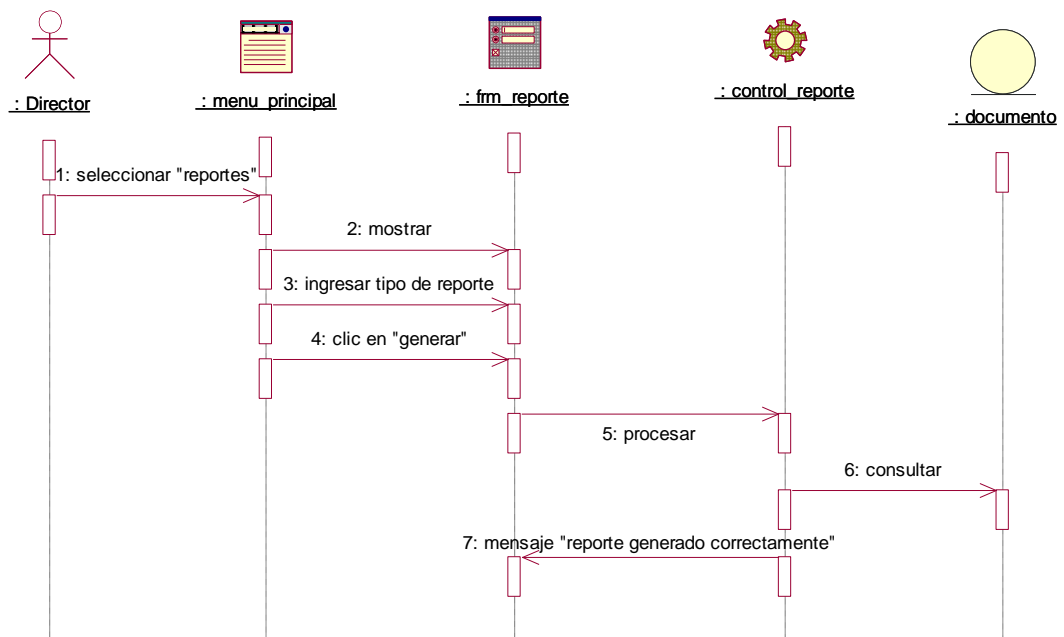 : Director
: menu_principal
: frm_reporte
: control_reporte
: documento
1: seleccionar "reportes"
2: mostrar
3: ingresar tipo de reporte
4: clic en "generar"
5: procesar
6: consultar
7: mensaje "reporte generado correctamente"